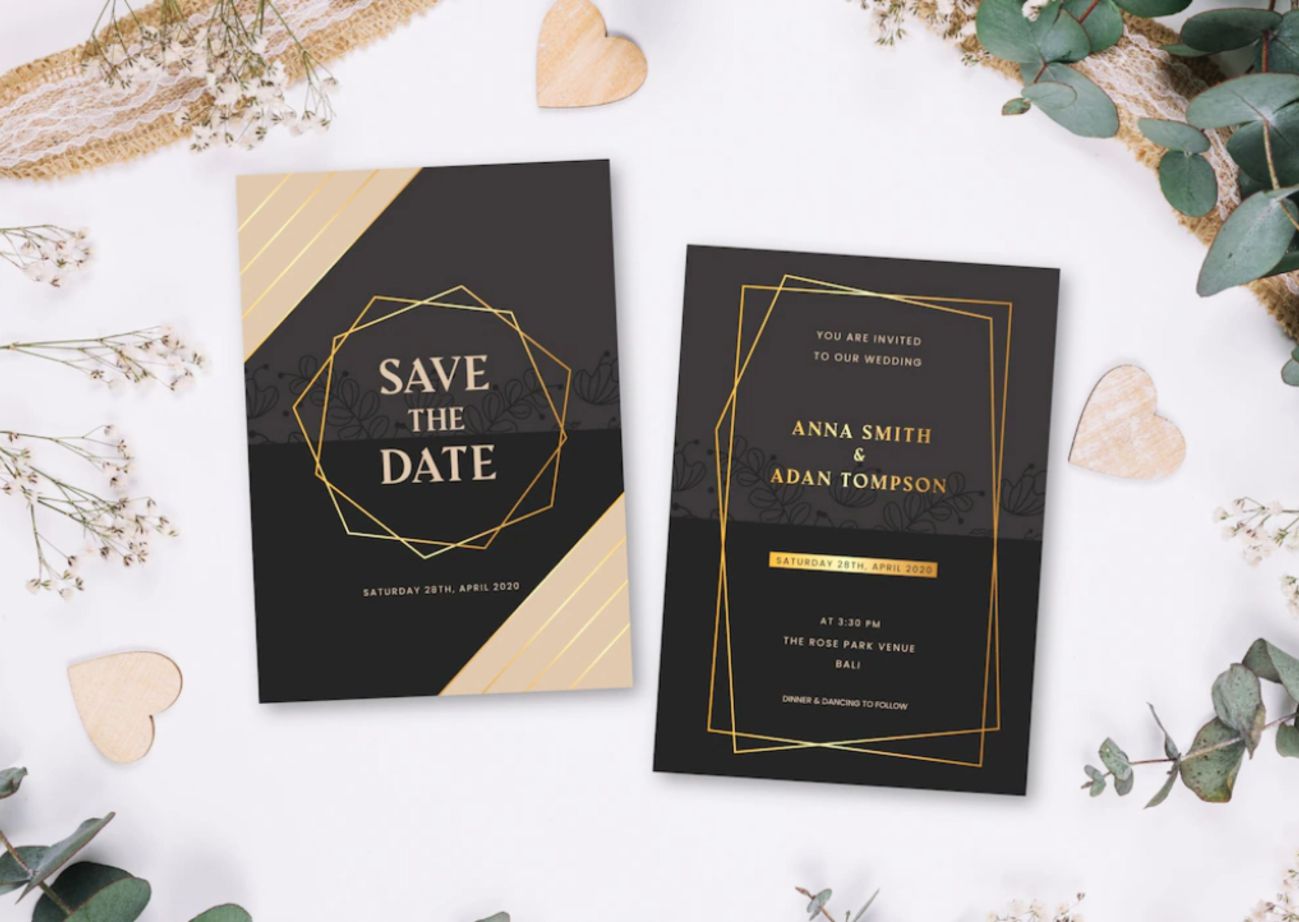 SAVE
THE
DATE
SATURDAY 28TH, APRIL 2020
YOU ARE INVITED
TO OUR WEDDING
ANNA SMITH
&
ADAN TOMPSON
SATURDAY 28TH, APRIL 2020
AT 3:30 PM
THE ROSE PARK VENUE
BALI
DINNER & DANCING TO FOLLOW